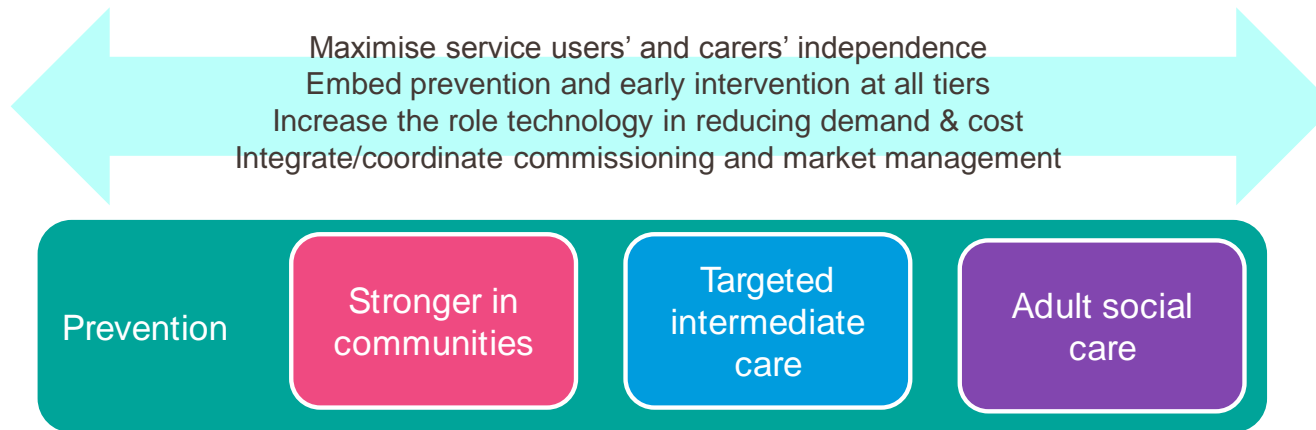 Maximise service users’ and carers’ independence
Embed prevention and early intervention at all tiers
Increase the role technology in reducing demand & cost
Integrate/coordinate commissioning and market management
Prevention
Stronger in
communities
Targeted
intermediate
care
Adult social
care